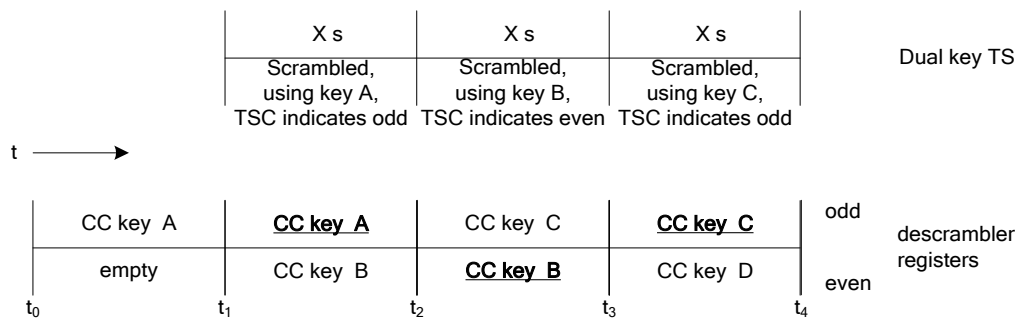 X s X s X s
Dual key TS
Scrambled, using key A, TSC indicates odd
Scrambled, using key B, TSC indicates even
Scrambled, using key C, TSC indicates odd
t
CC key A CC key A CC key C CC key C odd
descrambler registers
empty CC key B CC key B CC key D even
t0 t1 t2 t3 t4